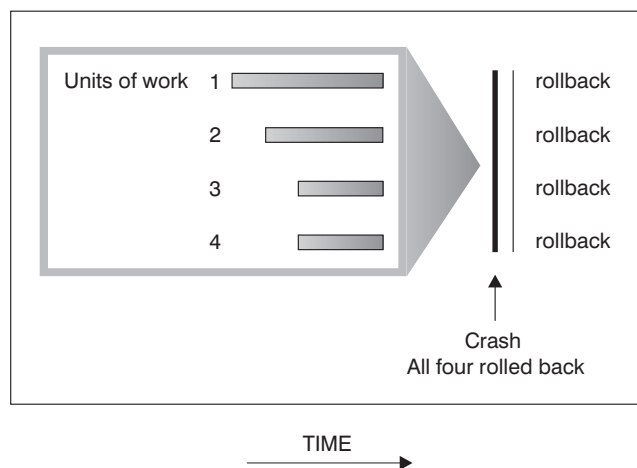 Units of work 1 rollback
2 rollback
3 rollback
4 rollback
Crash
All four rolled back
TIME